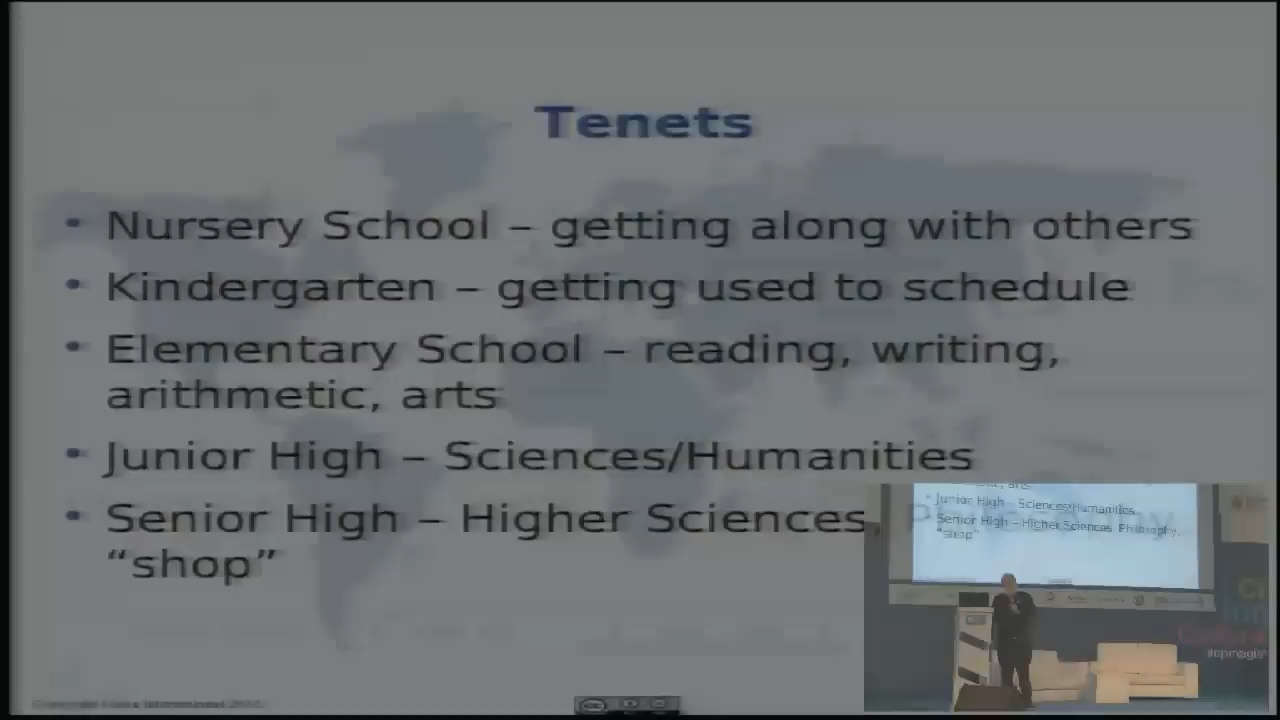 Tenets
• Nursery School – getting along with others
• Kindergarten – getting used to schedule
• Elementary School – reading, writing,
arithmetic, arts
• Junior High – Sciences/Humanities
• Senior High – Higher Sciences,
“shop”
arts
• Junior High – Sciences/Humanities
Senior High – Higher Sciences, Philosophy,
“shop”